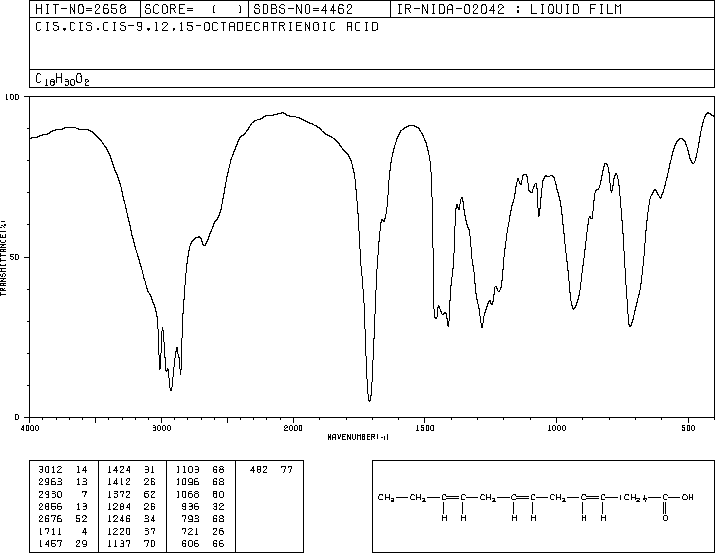 HIT-NO=2658 SCORE= ( ) SDBS-NO=4462 IR-NIDA-02042 : LIQUID FILM
CIS,CIS,CIS-9,12,15-OCTADECATRIENOIC ACID
C18H30O2
100
50
0
TRANSMITTANCE(%)
4000 3000 2000 1500 1000 500
WAVENUMBER(-1)
3012 14 1424 31 1103 68 482 77
2963 13 1412 26 1096 68
2930 7 1372 62 1068 60
2866 13 1284 26 936 32
2676 52 1246 34 793 68
1711 4 1220 37 721 26
1457 29 1137 70 606 66
CH3 CH2 C C CH2 C C CH2 C C (CH2)4 C OH
H H H H H H O